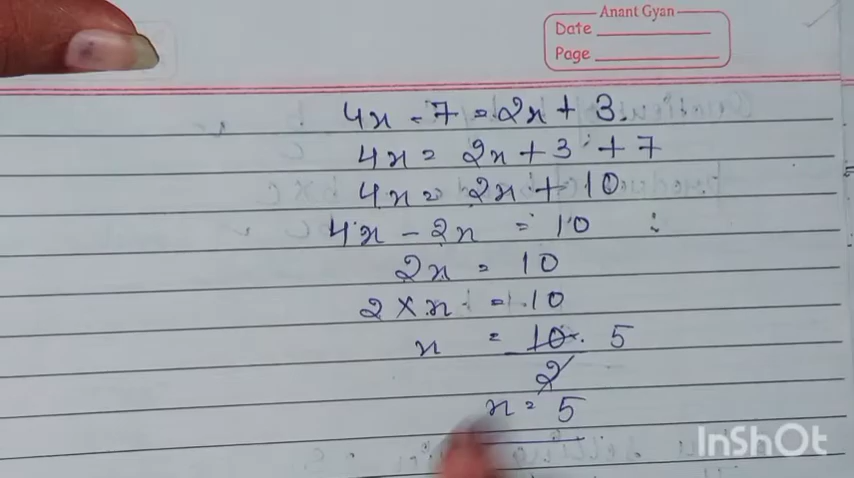 Anant Gyan
Date
Page
4x - 7 = 2x + 3
4x = 2x + 3 + 7
4x = 2x + 10
4x - 2x = 10
2x = 10
2 × x = 10
x = 10 5
2
x = 5
InShOt